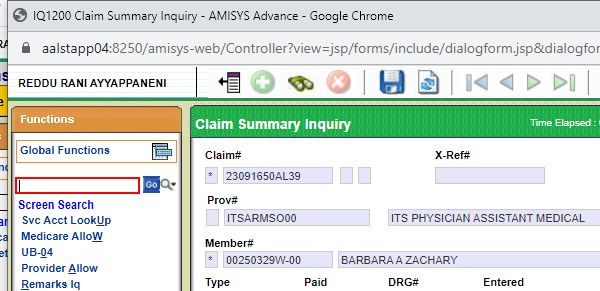 IQ1200 Claim Summary Inquiry - AMISYS Advance - Google Chrome
aalstapp04:8250/amisys-web/Controller?view=jsp/forms/include/dialogform.jsp&dialogfor
REDDU RANI AYYAPPANENI
Functions
Claim Summary Inquiry
Time Elapsed :
Global Functions
Go
Screen Search
Svc Acct LookUp
Medicare AlloW
UB-04
Provider Allow
Remarks Iq
Claim#
X-Ref#
* 23091650AL39
Prov#
ITSARMSO00 ITS PHYSICIAN ASSISTANT MEDICAL
Member#
* 00250329W-00 BARBARA A ZACHARY
Type Paid DRG# Entered